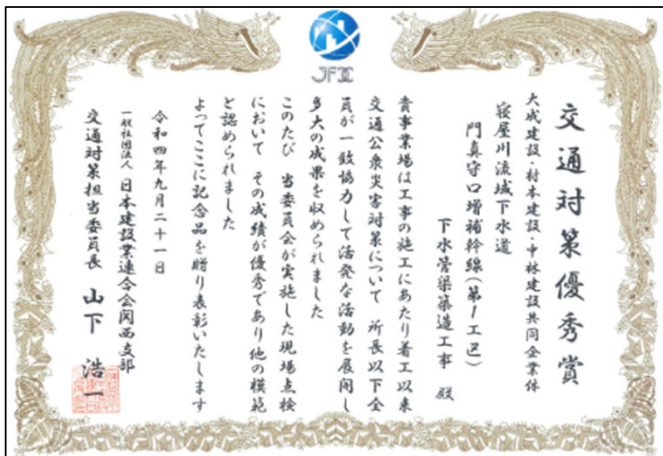 JFCC
交通対策優秀賞
大成建設・村本建設・中林建設共同企業体
寝屋川流域下水道
門真守口増補幹線(第1工区)
下水管渠築造工事 殿
貴事業場は工事の施工にあたり着工以来
交通公衆災害対策について 所長以下全
員が一致協力して活発な活動を展開し
多大の成果を収められました
このたび 当委員会が実施した現場点検
において その成績が優秀であり他の模範
と認められました
よってここに記念品を贈り表彰いたします
令和四年九月二十一日
一般社団法人 日本建設業連合会関西支部
交通対策担当委員長 山下 浩一